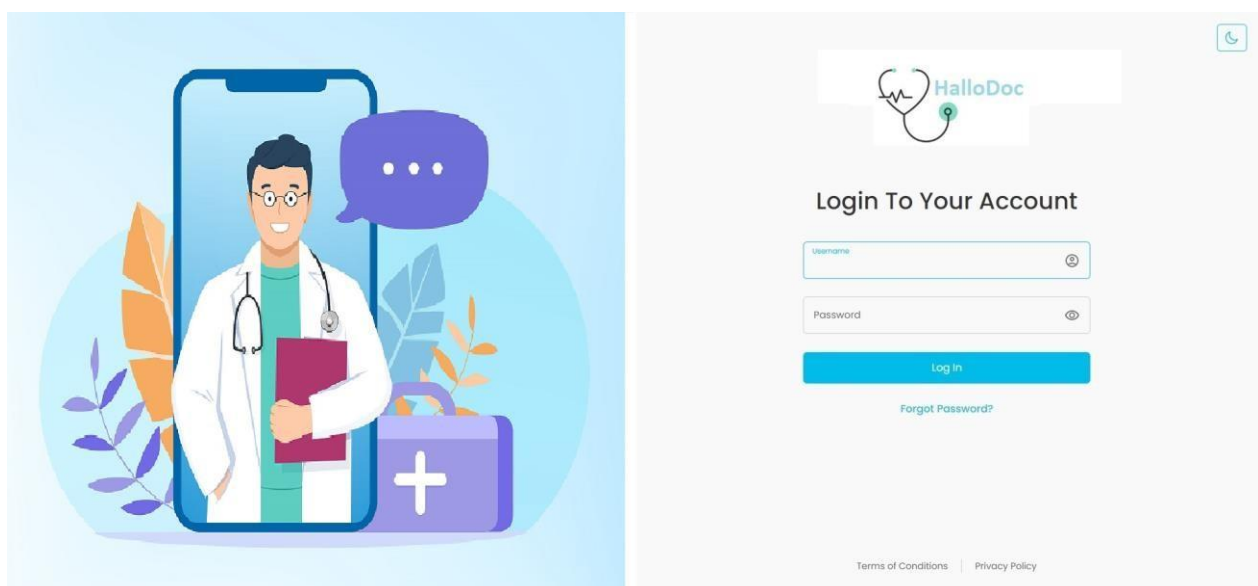 HalloDoc
Login To Your Account
Username
Password
Log In
Forgot Password?
Terms of Conditions | Privacy Policy